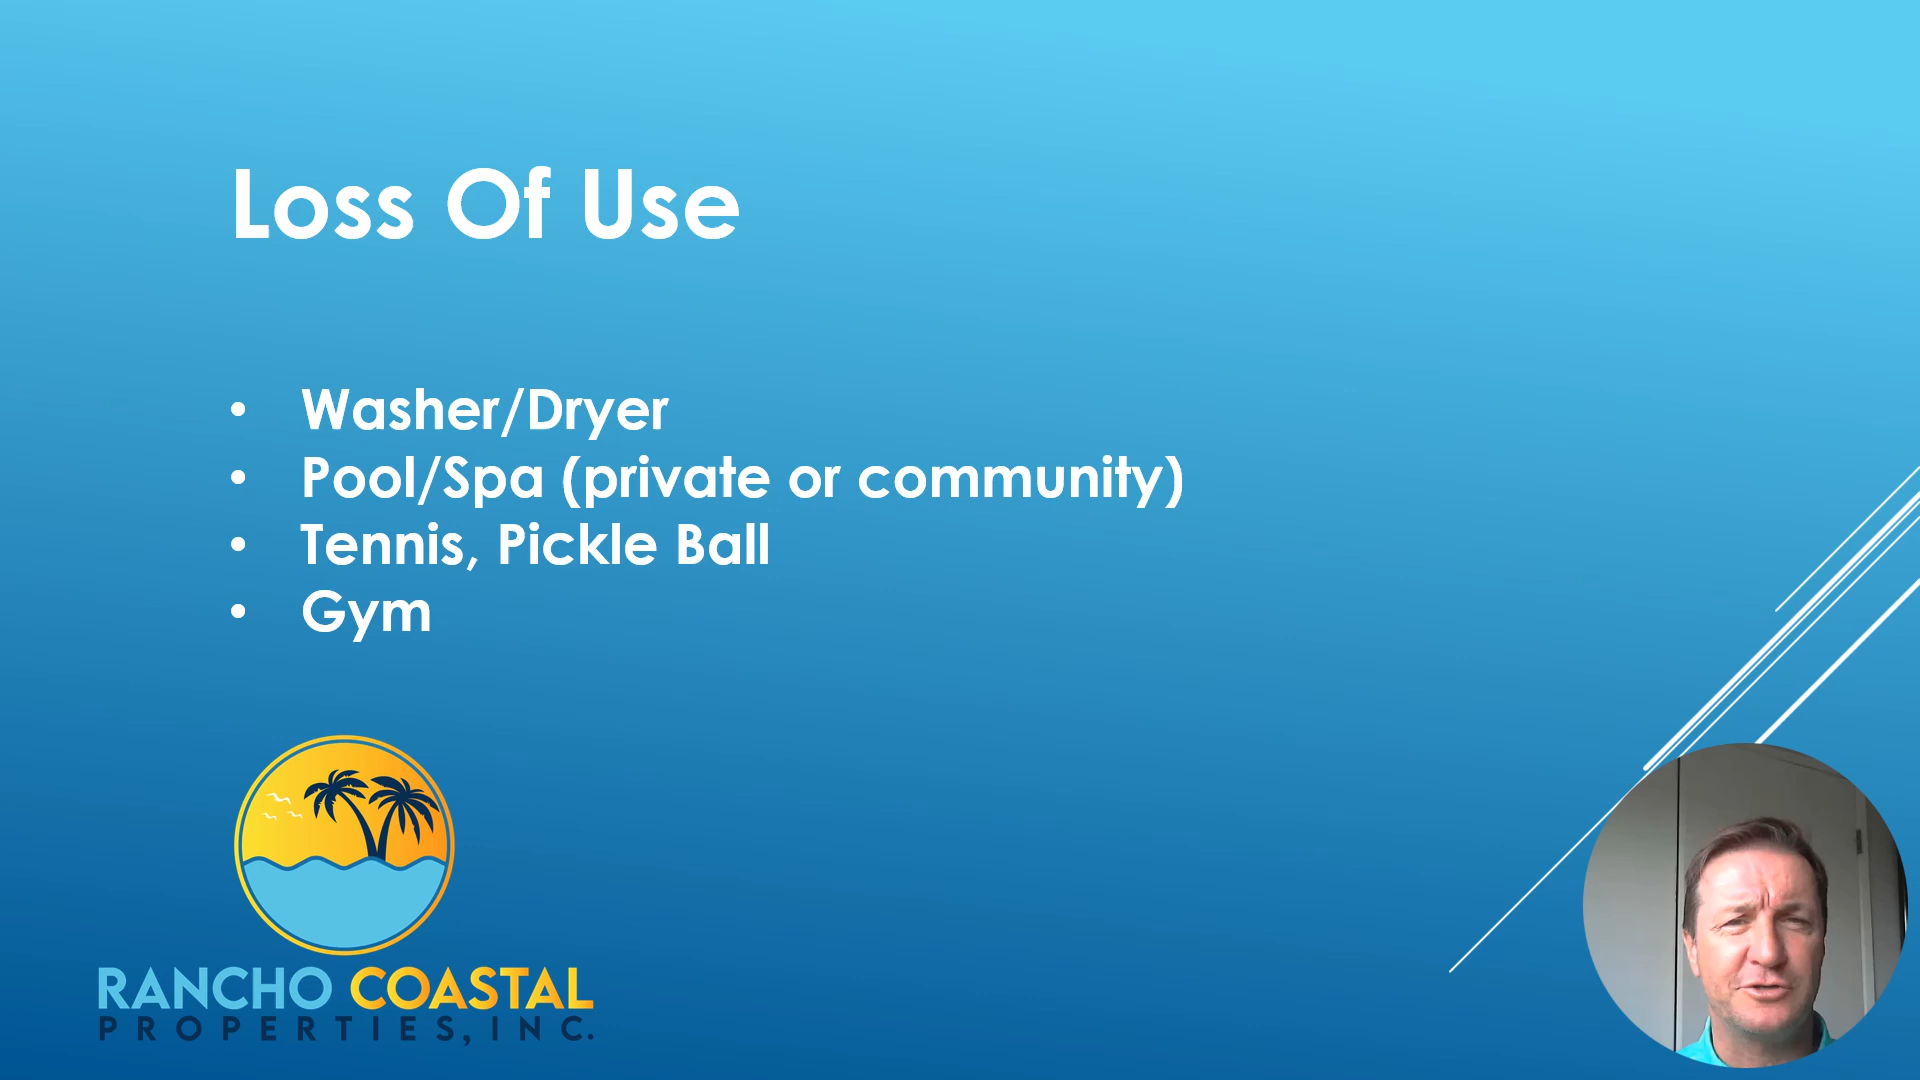 Loss Of Use
• Washer/Dryer
• Pool/Spa (private or community)
• Tennis, Pickle Ball
• Gym
RANCHO COASTAL
PROPERTIES, INC.